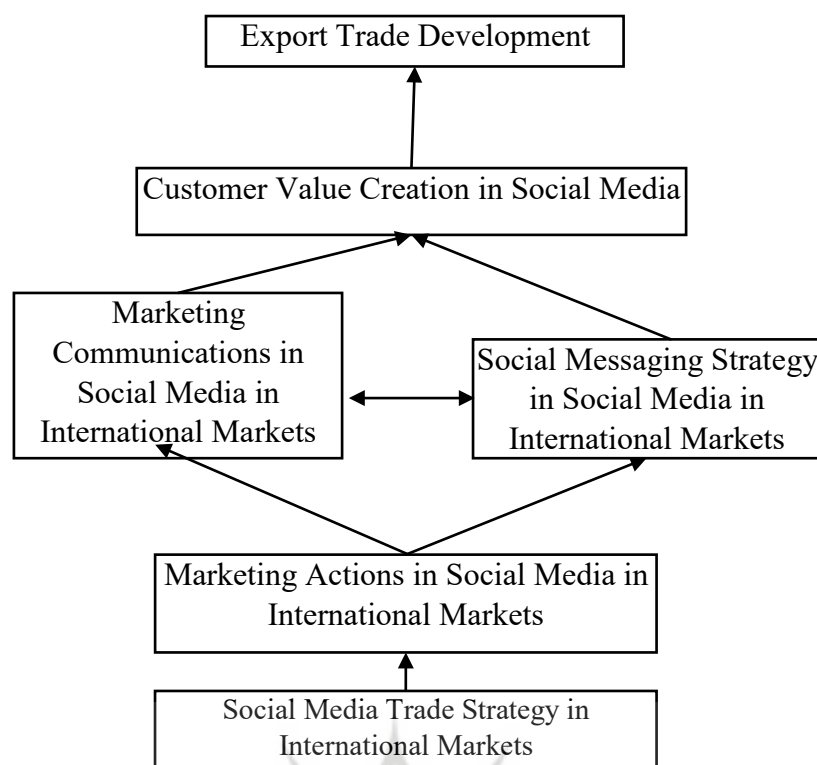 Export Trade Development
Customer Value Creation in Social Media
Marketing
Communications in
Social Media in
International Markets
Social Messaging Strategy
in Social Media in
International Markets
Marketing Actions in Social Media in
International Markets
Social Media Trade Strategy in
International Markets